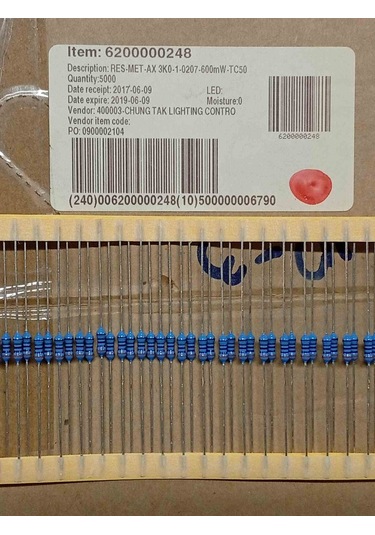 Item: 6200000248
Description: RES-MET-AX 3K0-1-0207-600mW-TC50
Quantity:5000
Date receipt: 2017-06-09 LED:
Date expire: 2019-06-09 Moisture:0
Vendor: 400003-CHUNG TAK LIGHTING CONTRO
Vendor item code:
PO: 0900002104
6200000248
(240)006200000248(10)500000006790